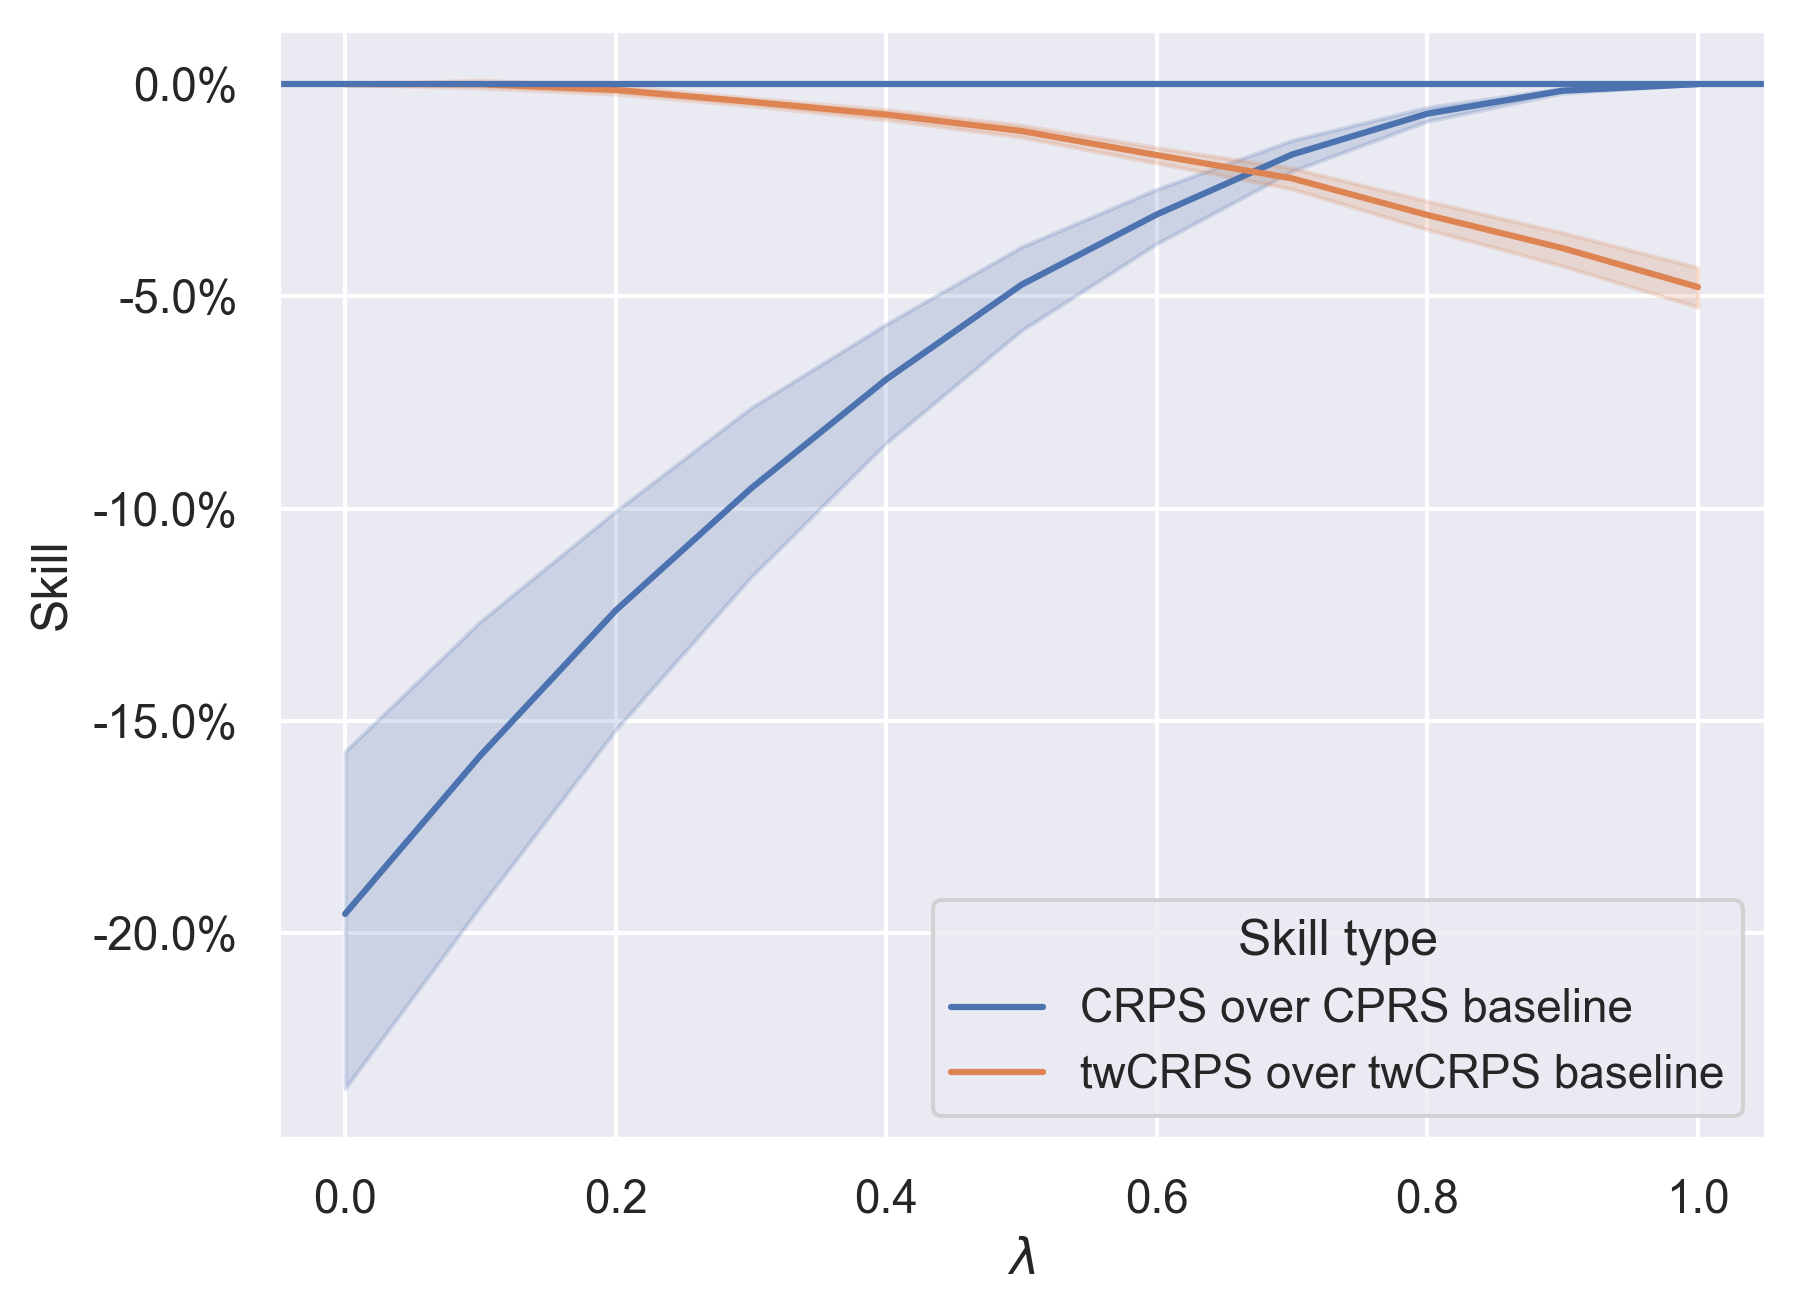 0.0%
-5.0%
-10.0%
-15.0%
-20.0%
Skill
Skill type
CRPS over CPRS baseline
twCRPS over twCRPS baseline
0.0 0.2 0.4 0.6 0.8 1.0
λ